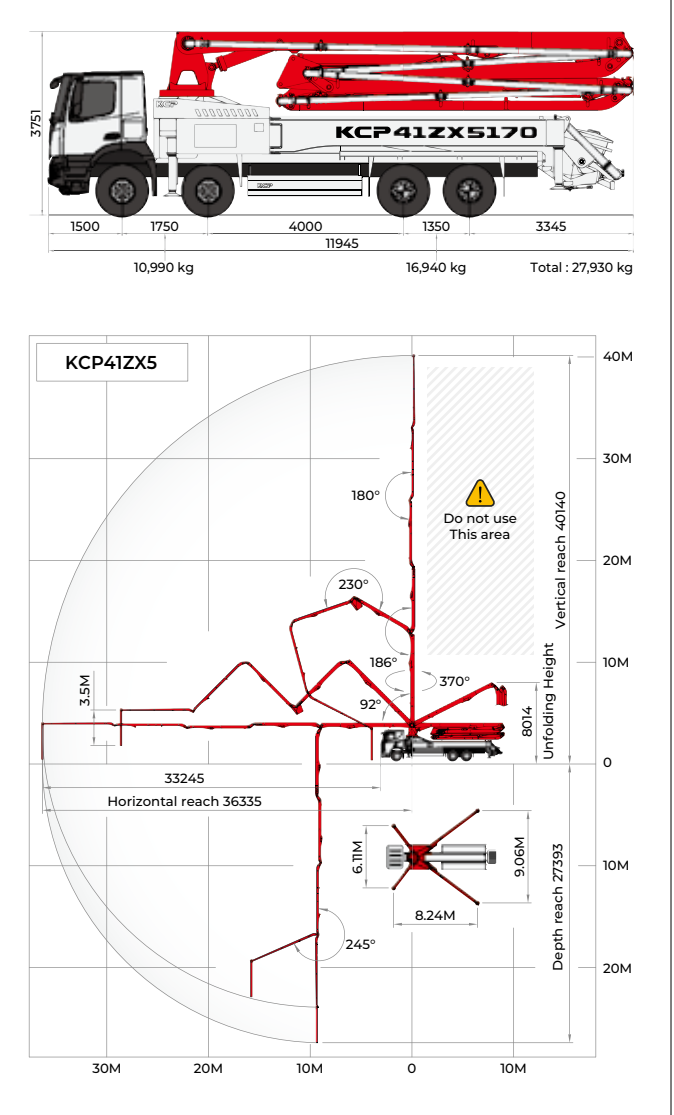 3751
KCP
KCP41ZX5170
KCP
1500
1750
4000
1350
3345
11945
10,990 kg
16,940 kg
Total : 27,930 kg
KCP41ZX5
40M
30M
20M
10M
0
10M
20M
180°
Do not use
This area
Vertical reach 40140
230°
186°
370°
92°
3.5M
8014
Unfolding Height
33245
Horizontal reach 36335
6.11M
9.06M
8.24M
Depth reach 27393
245°
30M
20M
10M
0
10M